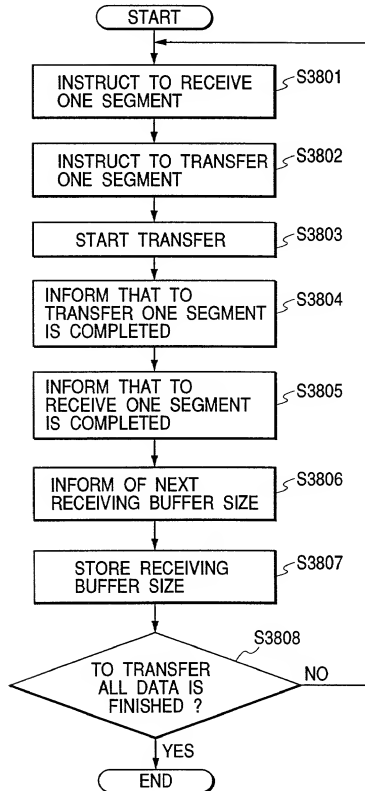 START
INSTRUCT TO RECEIVE
ONE SEGMENT
S3801
INSTRUCT TO TRANSFER
ONE SEGMENT
S3802
START TRANSFER
S3803
INFORM THAT TO
TRANSFER ONE SEGMENT
IS COMPLETED
S3804
INFORM THAT TO
RECEIVE ONE SEGMENT
IS COMPLETED
S3805
INFORM OF NEXT
RECEIVING BUFFER SIZE
S3806
STORE RECEIVING
BUFFER SIZE
S3807
S3808
TO TRANSFER
ALL DATA IS
FINISHED ?
NO
YES
END